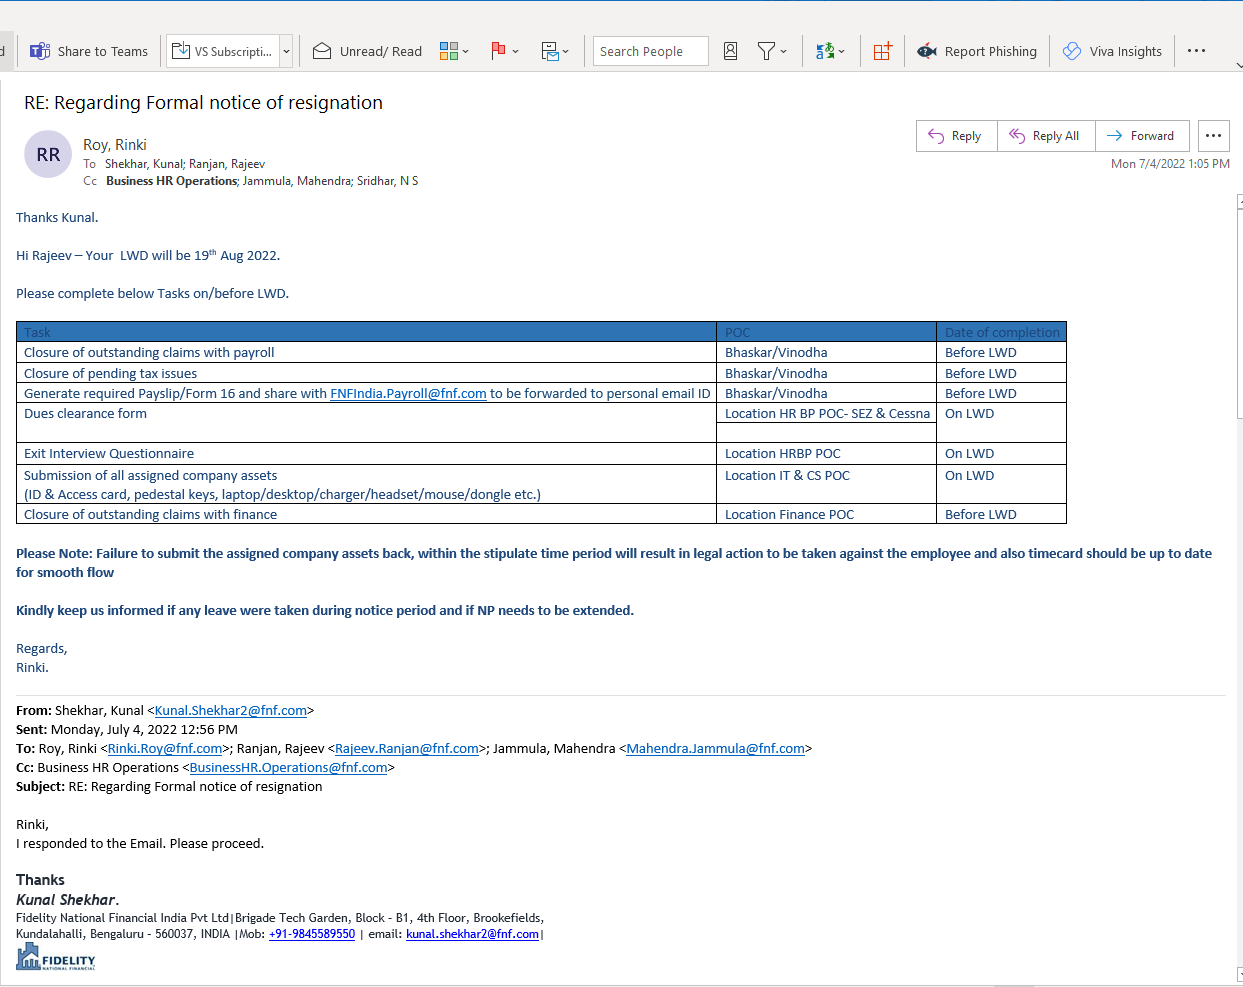 Share to Teams
VS Subscripti...
Unread/ Read
Search People
Report Phishing
Viva Insights
RE: Regarding Formal notice of resignation
RR
Roy, Rinki
To Shekhar, Kunal; Ranjan, Rajeev
Cc Business HR Operations; Jammula, Mahendra; Sridhar, N S
Reply
Reply All
Forward
Mon 7/4/2022 1:05 PM
Thanks Kunal.
Hi Rajeev – Your LWD will be 19th Aug 2022.
Please complete below Tasks on/before LWD.
Task POC Date of completion
Closure of outstanding claims with payroll Bhaskar/Vinodha Before LWD
Closure of pending tax issues Bhaskar/Vinodha Before LWD
Generate required Payslip/Form 16 and share with FNFIndia.Payroll@fnf.com to be forwarded to personal email ID Bhaskar/Vinodha Before LWD
Dues clearance form Location HR BP POC- SEZ & Cessna On LWD
Exit Interview Questionnaire Location HRBP POC On LWD
Submission of all assigned company assets Location IT & CS POC On LWD
(ID & Access card, pedestal keys, laptop/desktop/charger/headset/mouse/dongle etc.)
Closure of outstanding claims with finance Location Finance POC Before LWD
Please Note: Failure to submit the assigned company assets back, within the stipulate time period will result in legal action to be taken against the employee and also timecard should be up to date
for smooth flow
Kindly keep us informed if any leave were taken during notice period and if NP needs to be extended.
Regards,
Rinki.
From: Shekhar, Kunal <Kunal.Shekhar2@fnf.com>
Sent: Monday, July 4, 2022 12:56 PM
To: Roy, Rinki <Rinki.Roy@fnf.com>; Ranjan, Rajeev <Rajeev.Ranjan@fnf.com>; Jammula, Mahendra <Mahendra.Jammula@fnf.com>
Cc: Business HR Operations <BusinessHR.Operations@fnf.com>
Subject: RE: Regarding Formal notice of resignation
Rinki,
I responded to the Email. Please proceed.
Thanks
Kunal Shekhar.
Fidelity National Financial India Pvt Ltd|Brigade Tech Garden, Block - B1, 4th Floor, Brookefields,
Kundalahalli, Bengaluru - 560037, INDIA |Mob: +91-9845589550 | email: kunal.shekhar2@fnf.com|
FIDELITY
NATIONAL FINANCIAL